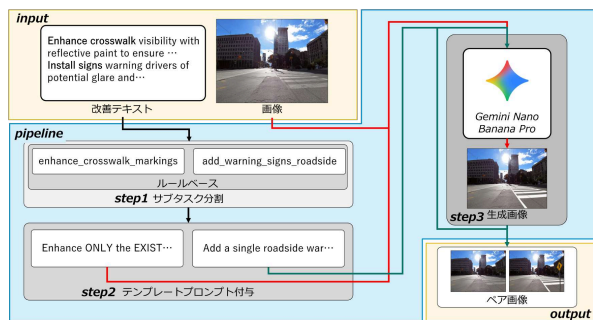 input
Enhance crosswalk visibility with
reflective paint to ensure …
Install signs warning drivers of
potential glare and…
改善テキスト
画像
pipeline
enhance_crosswalk_markings
add_warning_signs_roadside
ルールベース
step1 サブタスク分割
Enhance ONLY the EXIST…
Add a single roadside war…
step2 テンプレートプロンプト付与
Gemini Nano
Banana Pro
step3 生成画像
ペア画像
output